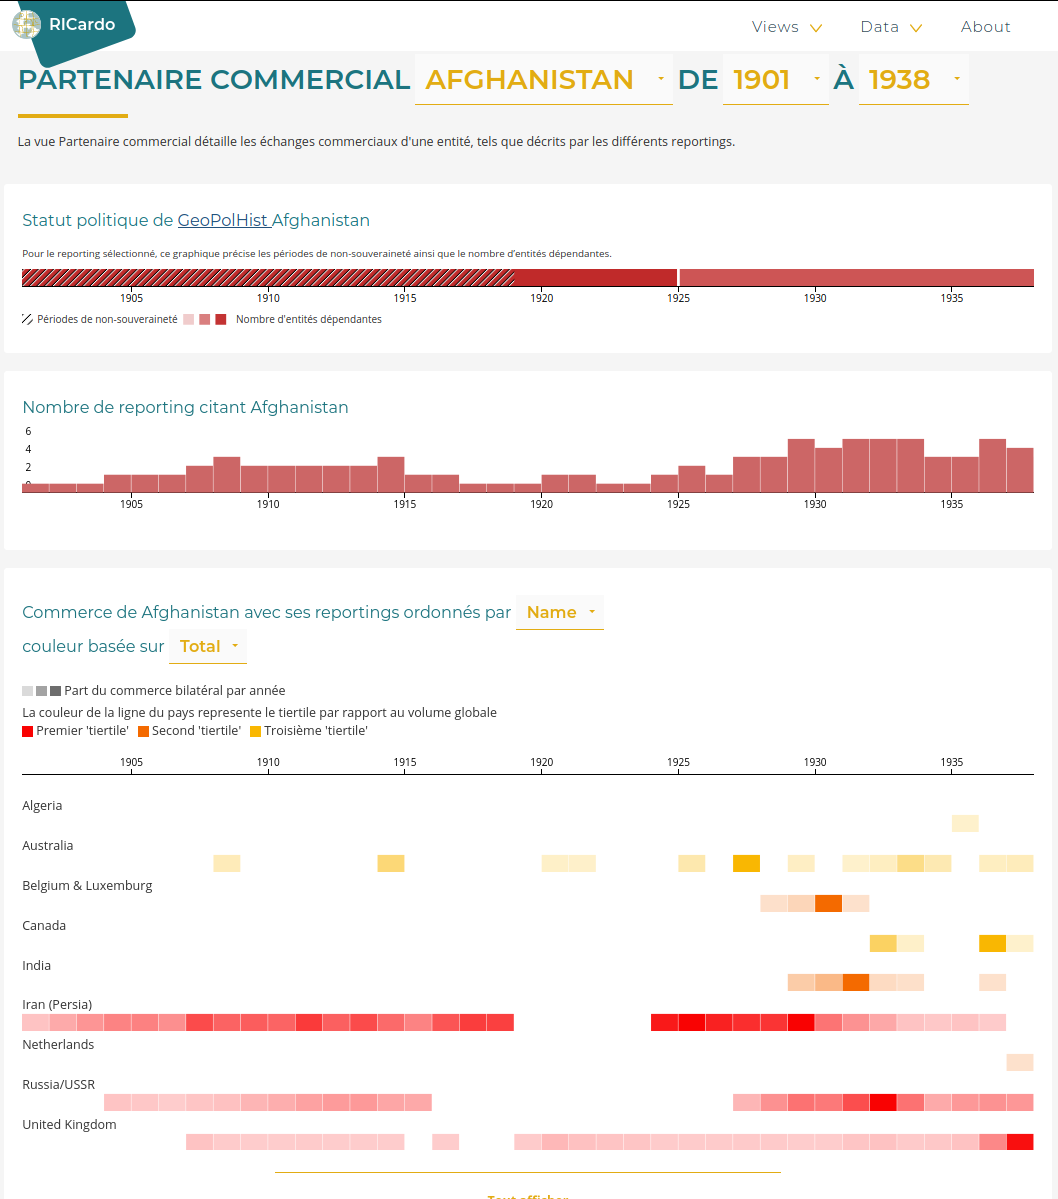 RICardo
Views Data About
PARTENAIRE COMMERCIAL AFGHANISTAN DE 1901 À 1938
La vue Partenaire commercial détaille les échanges commerciaux d'une entité, tels que décrits par les différents reportings.
Statut politique de GeoPolHist Afghanistan
Pour le reporting sélectionné, ce graphique précise les périodes de non-souveraineté ainsi que le nombre d’entités dépendantes.
1905 1910 1915 1920 1925 1930 1935
Périodes de non-souveraineté Nombre d’entités dépendantes
Nombre de reporting citant Afghanistan
6
4
2
0
1905 1910 1915 1920 1925 1930 1935
Commerce de Afghanistan avec ses reportings ordonnés par Name
couleur basée sur Total
Part du commerce bilatéral par année
La couleur de la ligne du pays represente le tiertile par rapport au volume globale
Premier 'tiertile' Second 'tiertile' Troisième 'tiertile'
1905 1910 1915 1920 1925 1930 1935
Algeria
Australia
Belgium & Luxemburg
Canada
India
Iran (Persia)
Netherlands
Russia/USSR
United Kingdom
Tout afficher